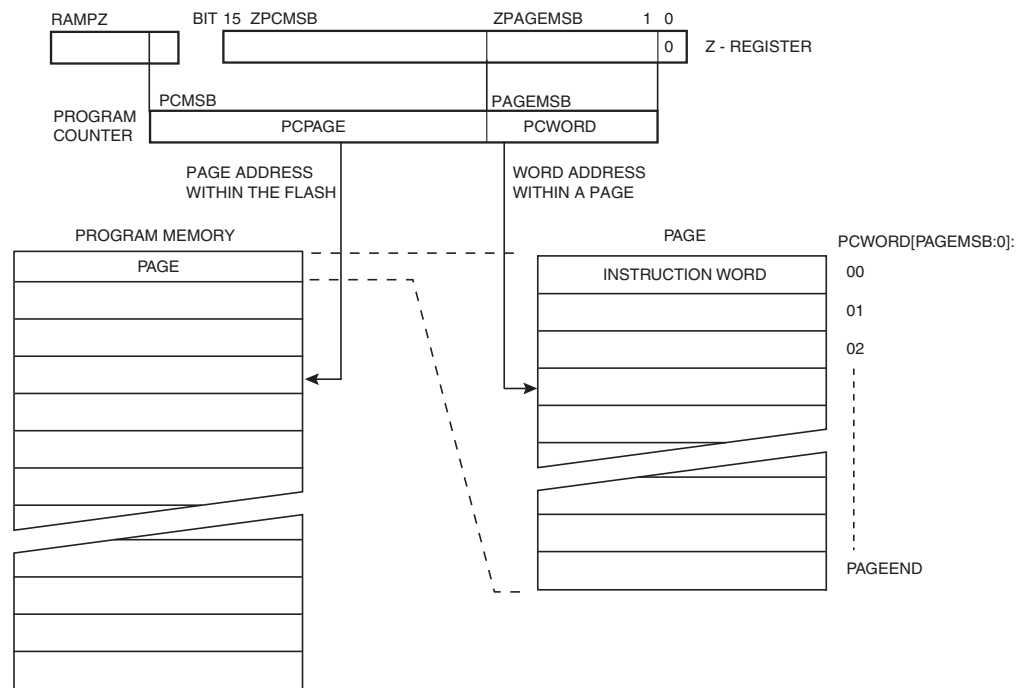 RAMPZ BIT 15 ZPCMSB ZPAGEMSB 1 0
0 Z - REGISTER
PCMSB PAGEMSB
PROGRAM
COUNTER
PCPAGE PCWORD
PAGE ADDRESS
WITHIN THE FLASH
WORD ADDRESS
WITHIN A PAGE
PROGRAM MEMORY PAGE PCWORD[PAGEMSB:0]:
PAGE INSTRUCTION WORD 00
01
02
PAGEEND